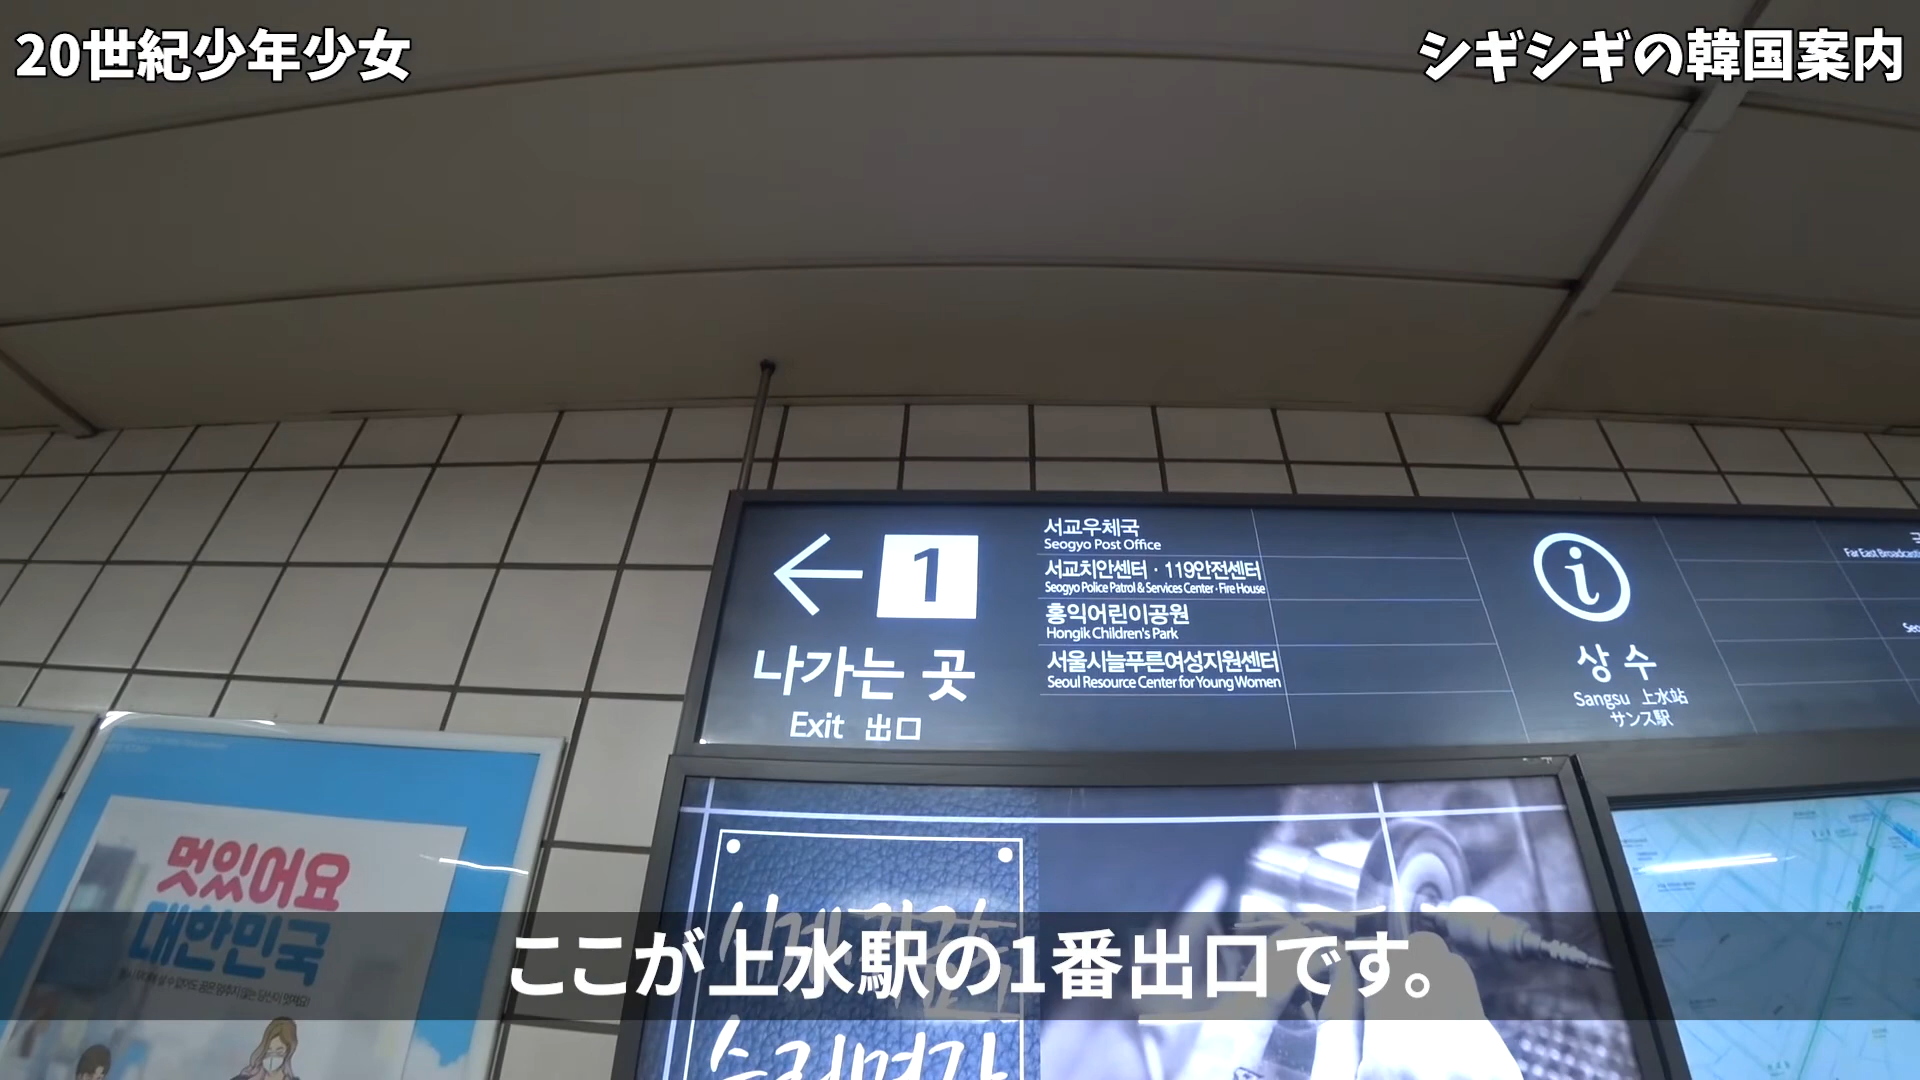 20世紀少年少女
シギシギの韓国案内
1
나가는 곳
Exit 出口
서교우체국
Seogyo Post Office
서교치안센터 · 119안전센터
Seogyo Police Patrol & Services Center · Fire House
홍익어린이공원
Hongik Children's Park
서울시늘푸른여성지원센터
Seoul Resource Center for Young Women
i
상수
Sangsu 上水站
サンス駅
Far East Broadcasti
멋있어요
대한민국
ここが上水駅の1番出口です。